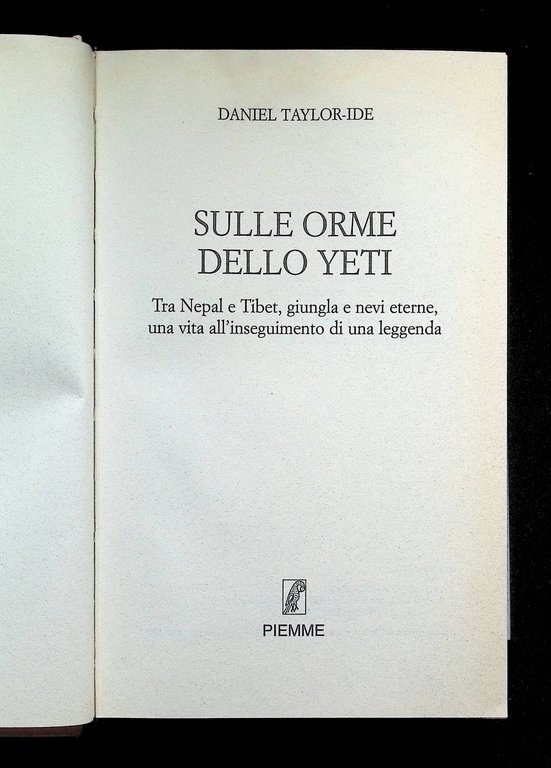 DANIEL TAYLOR-IDE
SULLE ORME
DELLO YETI
Tra Nepal e Tibet, giungla e nevi eterne,
una vita all'inseguimento di una leggenda
PIEMME